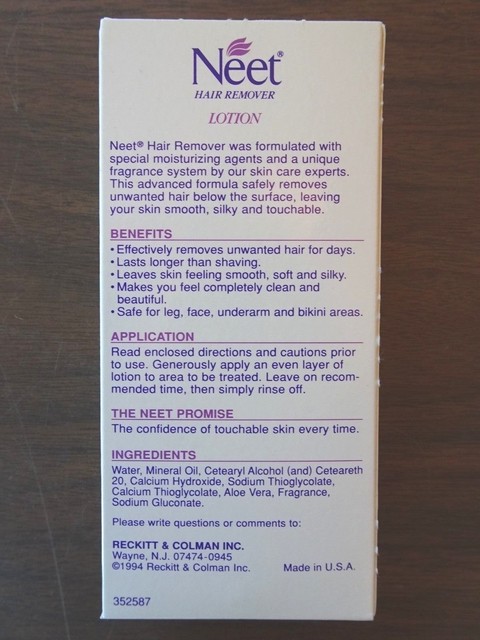 Neet®
HAIR REMOVER
LOTION
Neet® Hair Remover was formulated with
special moisturizing agents and a unique
fragrance system by our skin care experts.
This advanced formula safely removes
unwanted hair below the surface, leaving
your skin smooth, silky and touchable.
BENEFITS
• Effectively removes unwanted hair for days.
• Lasts longer than shaving.
• Leaves skin feeling smooth, soft and silky.
• Makes you feel completely clean and
beautiful.
• Safe for leg, face, underarm and bikini areas.
APPLICATION
Read enclosed directions and cautions prior
to use. Generously apply an even layer of
lotion to area to be treated. Leave on recom-
mended time, then simply rinse off.
THE NEET PROMISE
The confidence of touchable skin every time.
INGREDIENTS
Water, Mineral Oil, Cetearyl Alcohol (and) Ceteareth
20, Calcium Hydroxide, Sodium Thioglycolate,
Calcium Thioglycolate, Aloe Vera, Fragrance,
Sodium Gluconate.
Please write questions or comments to:
RECKITT & COLMAN INC.
Wayne, N.J. 07474-0945
©1994 Reckitt & Colman Inc. Made in U.S.A.
352587